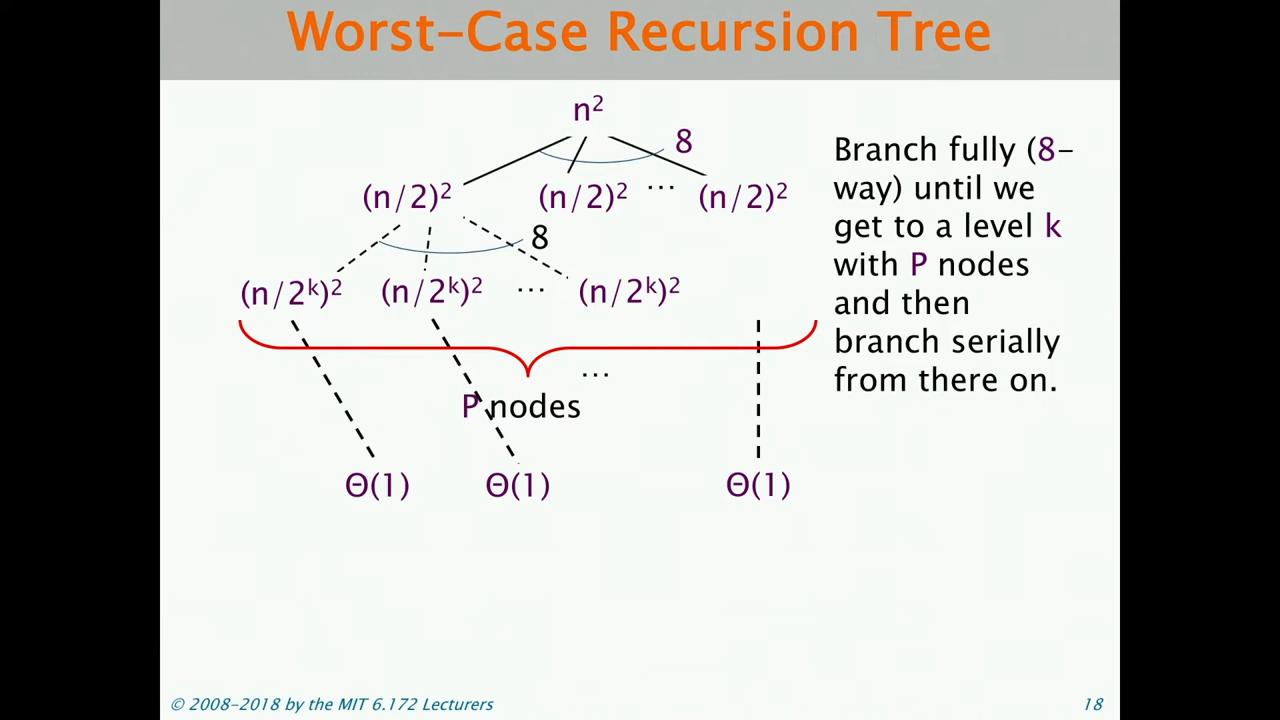 Worst-Case Recursion Tree
n²
8
(n/2)² (n/2)² ··· (n/2)²
8
(n/2ᵏ)² (n/2ᵏ)² ··· (n/2ᵏ)²
···
P nodes
Θ(1) Θ(1) Θ(1)
Branch fully (8-
way) until we
get to a level k
with P nodes
and then
branch serially
from there on.
© 2008-2018 by the MIT 6.172 Lecturers
18